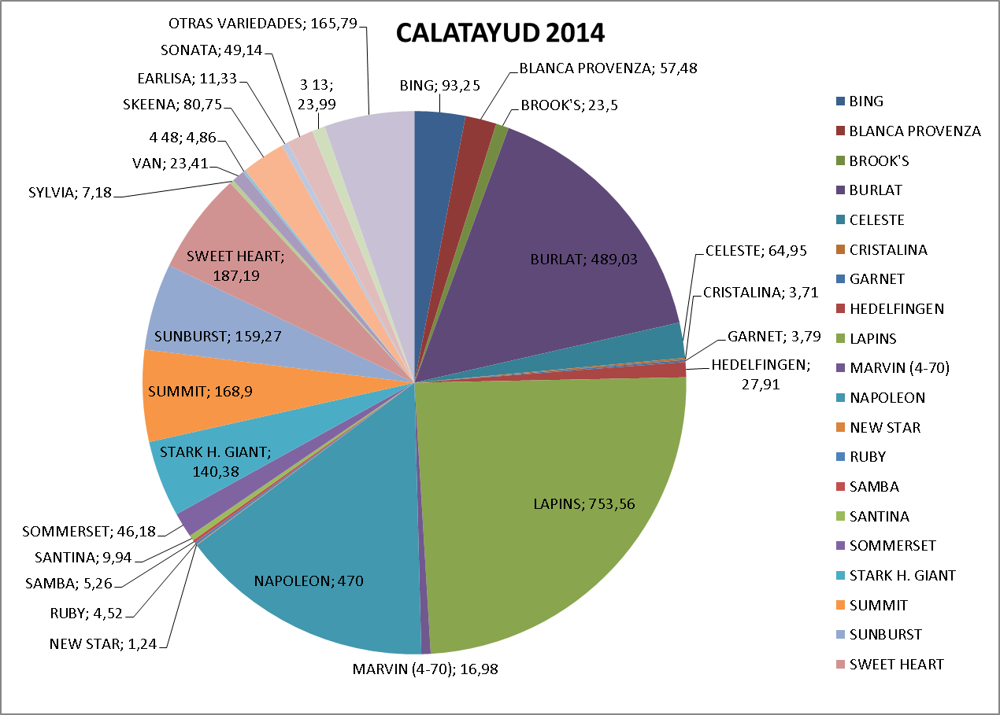 CALATAYUD 2014
OTRAS VARIEDADES; 165,79
SONATA; 49,14
EARLISA; 11,33
SKEENA; 80,75
4 48; 4,86
VAN; 23,41
SYLVIA; 7,18
3 13;
23,99
BING; 93,25
BLANCA PROVENZA; 57,48
BROOK'S; 23,5
BURLAT; 489,03
CELESTE; 64,95
CRISTALINA; 3,71
GARNET; 3,79
HEDELFINGEN;
27,91
LAPINS; 753,56
MARVIN (4-70); 16,98
NAPOLEON; 470
NEW STAR; 1,24
RUBY; 4,52
SAMBA; 5,26
SANTINA; 9,94
SOMMERSET; 46,18
STARK H. GIANT;
140,38
SUMMIT; 168,9
SUNBURST; 159,27
SWEET HEART;
187,19
BING
BLANCA PROVENZA
BROOK'S
BURLAT
CELESTE
CRISTALINA
GARNET
HEDELFINGEN
LAPINS
MARVIN (4-70)
NAPOLEON
NEW STAR
RUBY
SAMBA
SANTINA
SOMMERSET
STARK H. GIANT
SUMMIT
SUNBURST
SWEET HEART